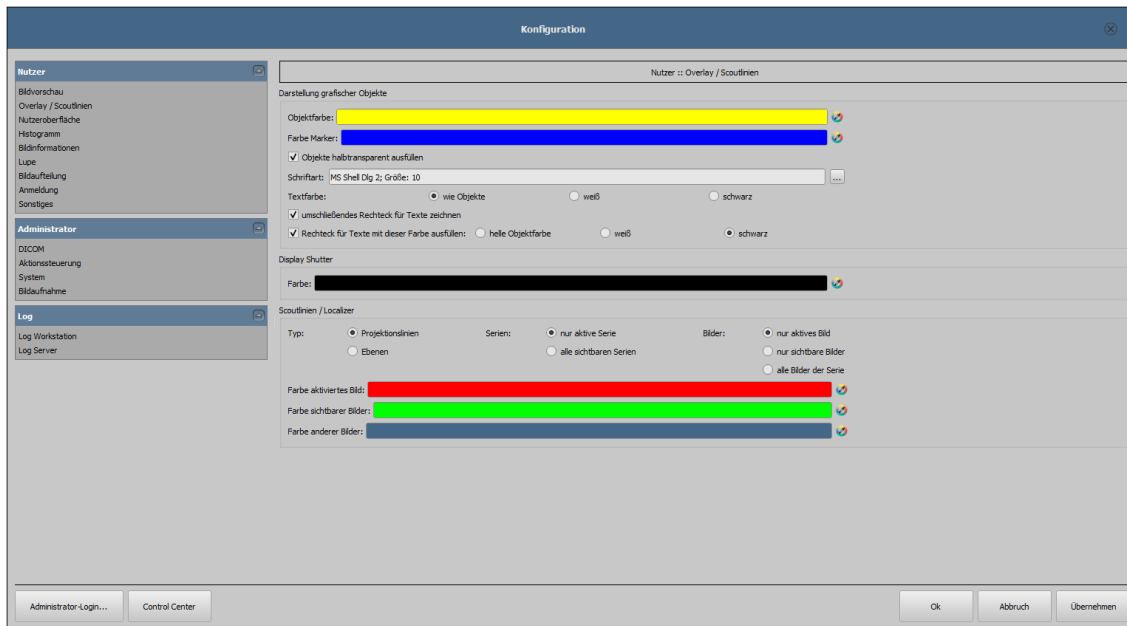 Konfiguration
Nutzer
Bildvorschau
Overlay / Scoutlinien
Nutzeroberfläche
Histogramm
Bildinformationen
Lupe
Bildaufteilung
Anmeldung
Sonstiges
Administrator
DICOM
Aktionssteuerung
System
Bildaufnahme
Log
Log Workstation
Log Server
Nutzer :: Overlay / Scoutlinien
Darstellung grafischer Objekte
Objektfarbe:
Farbe Marker:
Objekte halbtransparent ausfüllen
Schriftart: MS Shell Dlg 2; Größe: 10 ...
Textfarbe: wie Objekte weiß schwarz
umschließendes Rechteck für Texte zeichnen
Rechteck für Texte mit dieser Farbe ausfüllen: helle Objektfarbe weiß schwarz
Display Shutter
Farbe:
Scoutlinien / Localizer
Typ: Projektionslinien Serien: nur aktive Serie Bilder: nur aktives Bild
Ebenen alle sichtbaren Serien nur sichtbare Bilder
alle Bilder der Serie
Farbe aktiviertes Bild:
Farbe sichtbarer Bilder:
Farbe anderer Bilder:
Administrator-Login... Control Center Ok Abbruch Übernehmen